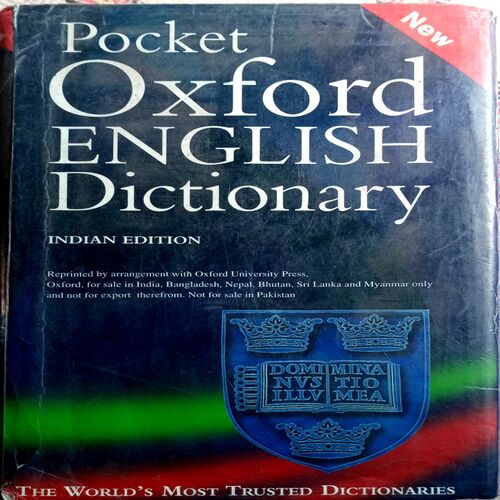 New
Pocket
Oxford
ENGLISH
Dictionary
INDIAN EDITION
Reprinted by arrangement with Oxford University Press,
Oxford, for sale in India, Bangladesh, Nepal, Bhutan, Sri Lanka and Myanmar only
and not for export therefrom. Not for sale in Pakistan
DOMI MINA
NVS TIO
ILLV MEA
THE WORLD'S MOST TRUSTED DICTIONARIES